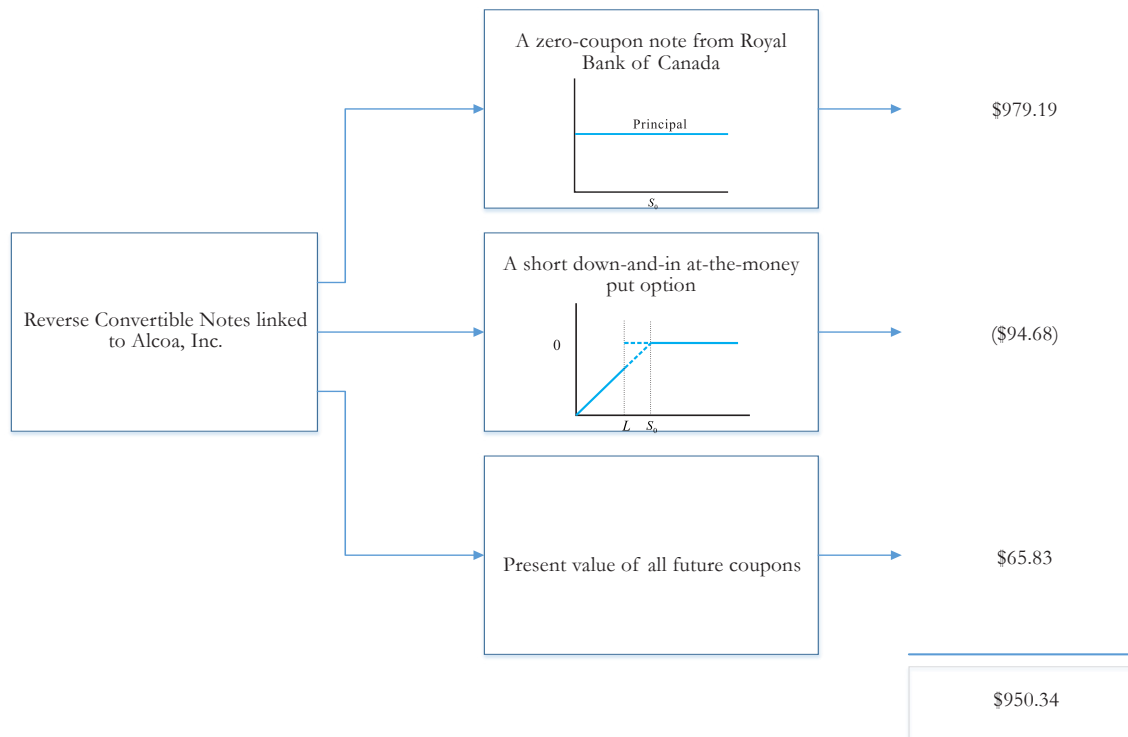 A zero-coupon note from Royal
Bank of Canada
Principal
S₀
$979.19
Reverse Convertible Notes linked
to Alcoa, Inc.
A short down-and-in at-the-money
put option
0
L S₀
($94.68)
Present value of all future coupons
$65.83
$950.34